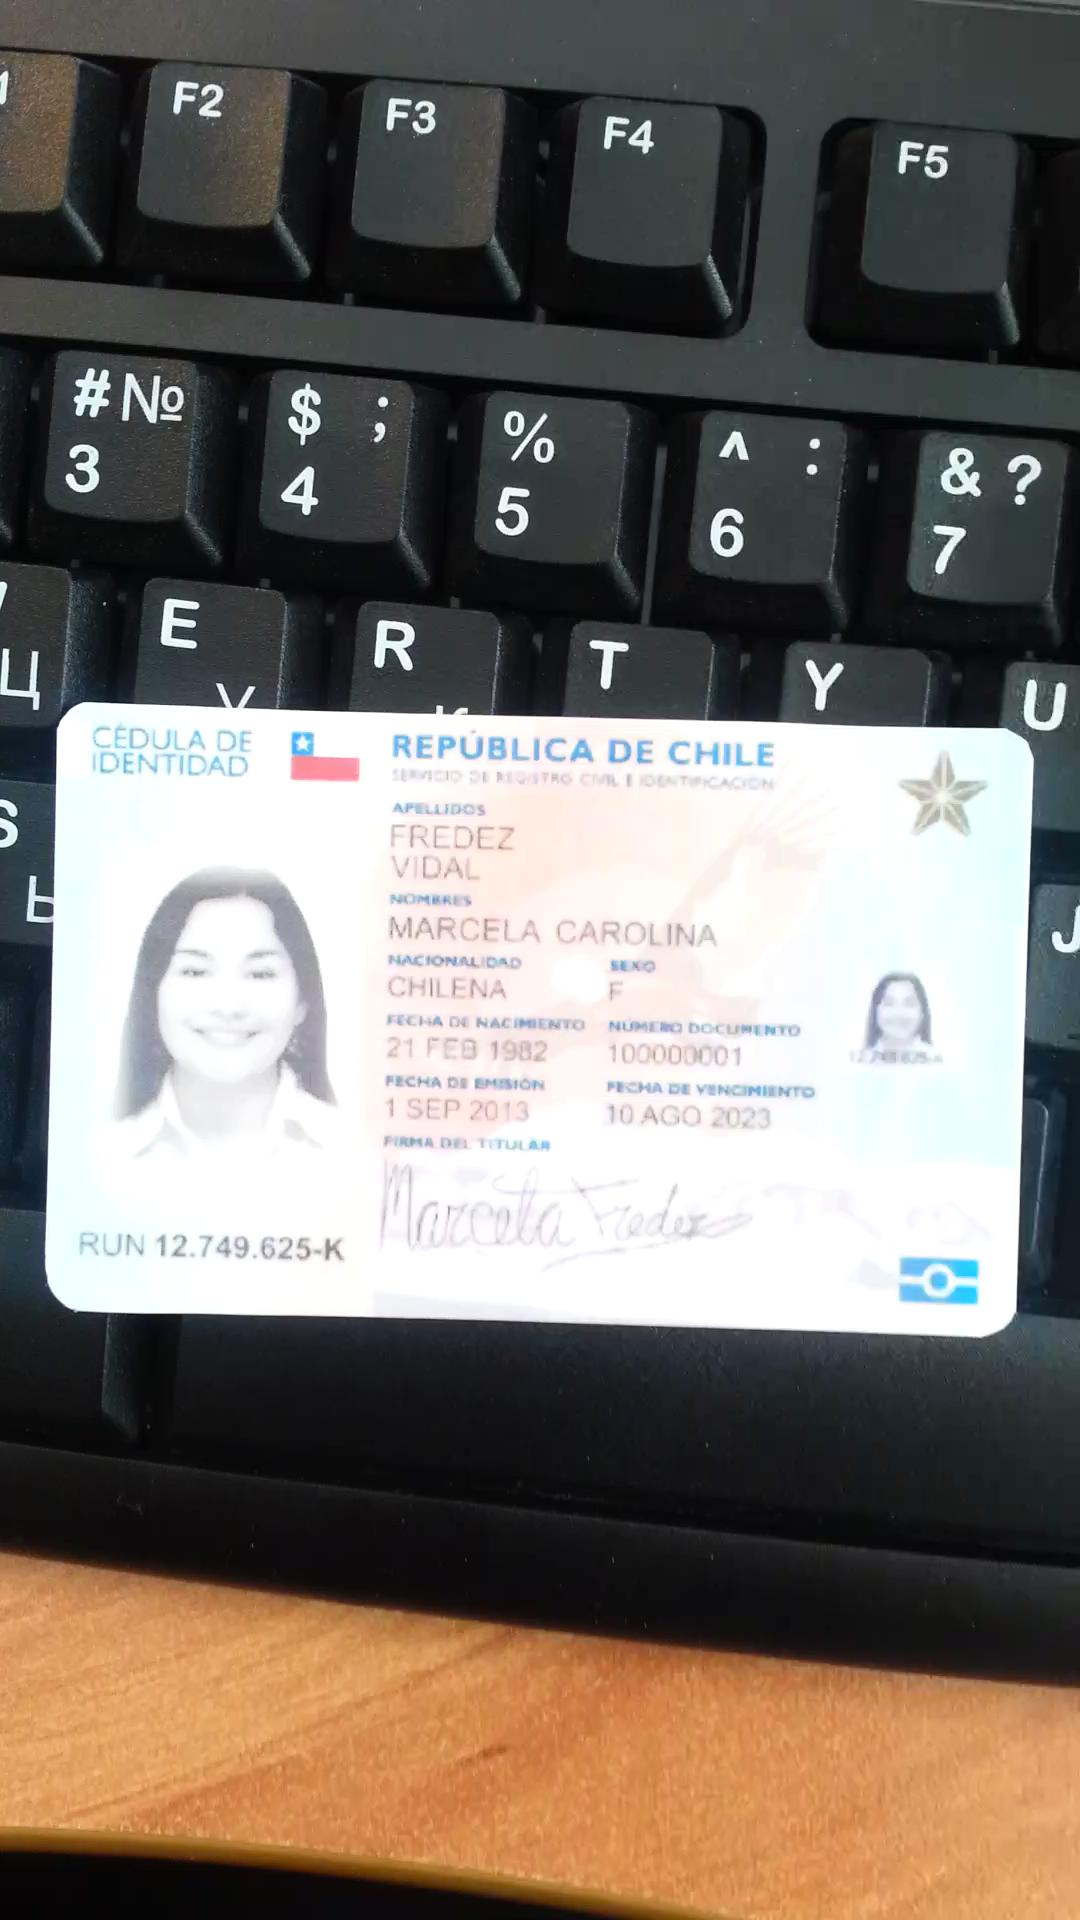 F2 F3 F4 F5
#№ $ ; % ^ : & ?
3 4 5 6 7
E R T Y U
Ц
S
J
CÉDULA DE
IDENTIDAD
REPÚBLICA DE CHILE
SERVICIO DE REGISTRO CIVIL E IDENTIFICACIÓN
APELLIDOS
FREDEZ
VIDAL
NOMBRES
MARCELA CAROLINA
NACIONALIDAD SEXO
CHILENA F
FECHA DE NACIMIENTO NÚMERO DOCUMENTO
21 FEB 1982 100000001
12.749.625-K
FECHA DE EMISIÓN FECHA DE VENCIMIENTO
1 SEP 2013 10 AGO 2023
FIRMA DEL TITULAR
Marcela Fredez
RUN 12.749.625-K